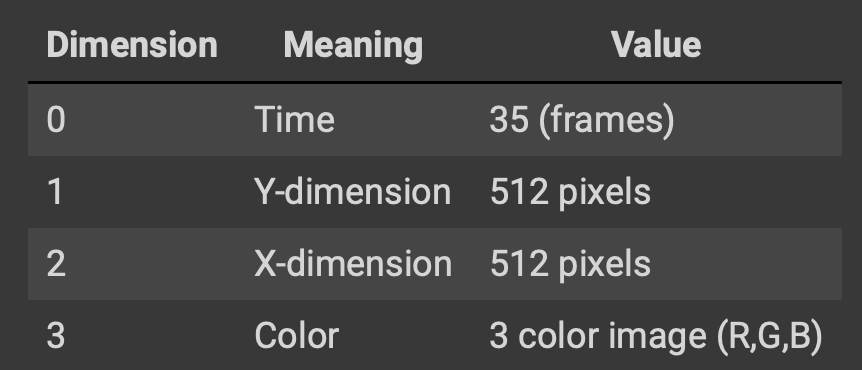 Dimension Meaning Value
0 Time 35 (frames)
1 Y-dimension 512 pixels
2 X-dimension 512 pixels
3 Color 3 color image (R,G,B)